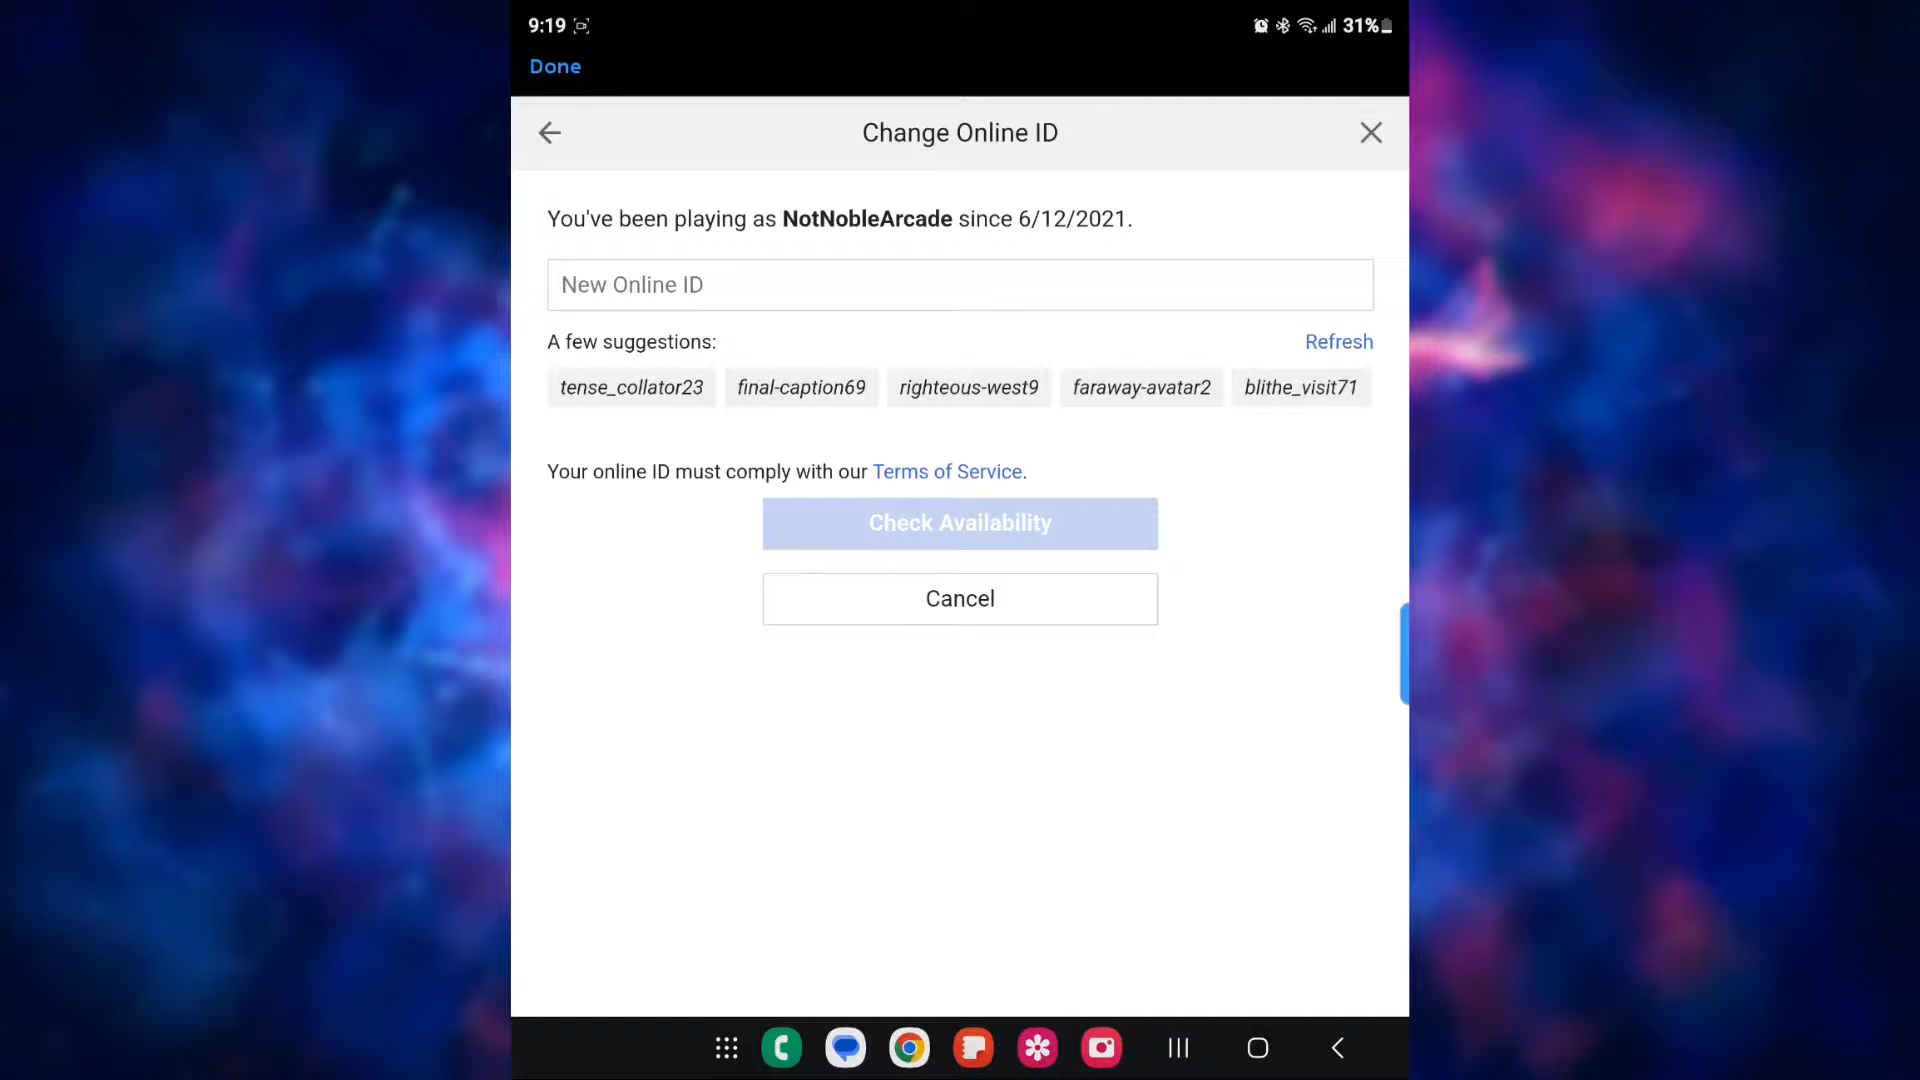 9:19 31%
Done
Change Online ID
You've been playing as NotNobleArcade since 6/12/2021.
New Online ID
A few suggestions: Refresh
tense_collator23 final-caption69 righteous-west9 faraway-avatar2 blithe_visit71
Your online ID must comply with our Terms of Service.
Check Availability
Cancel